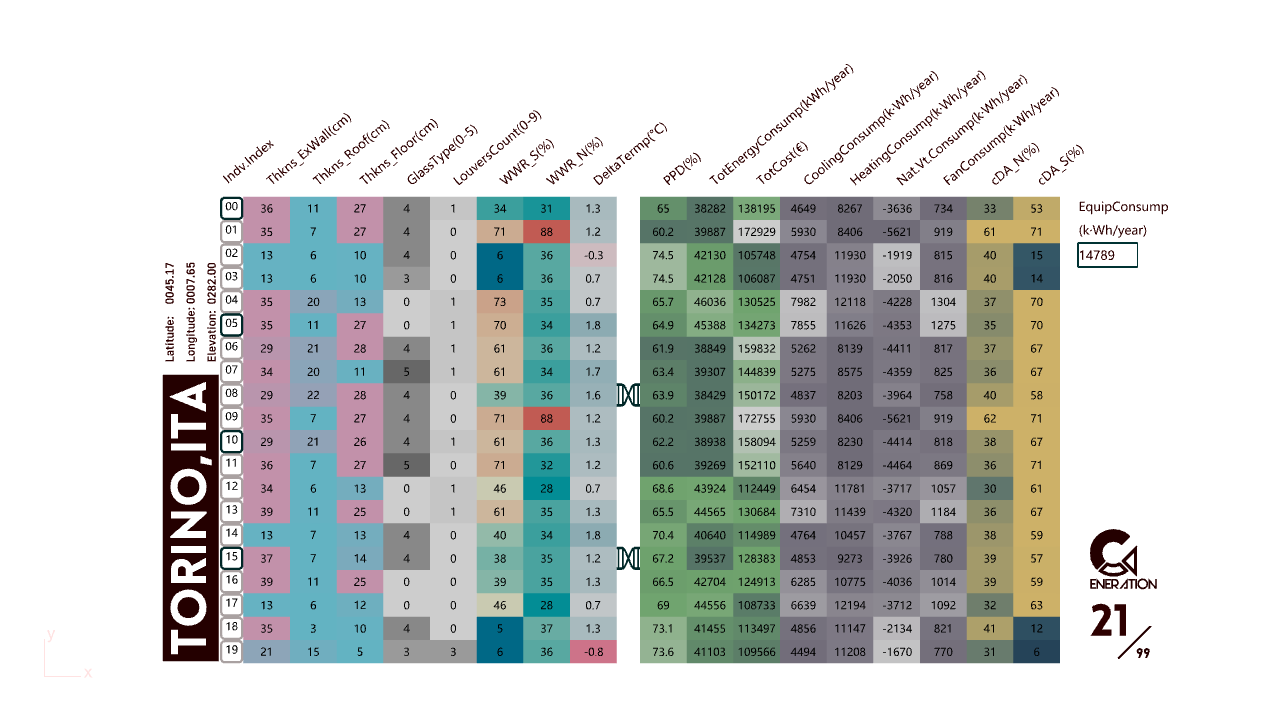 Indv.Index Thkns_ExWall(cm) Thkns_Roof(cm) Thkns_Floor(cm) GlassType(0-5) LouversCount(0-9) WWR_S(%) WWR_N(%) DeltaTermp(°C) PPD(%) TotEnergyConsump(kWh/year) TotCost(€) CoolingConsump(k·Wh/year) HeatingConsump(k·Wh/year) Nat.Vt.Consump(k·Wh/year) FanConsump(k·Wh/year) cDA_N(%) cDA_S(%)
00 36 11 27 4 1 34 31 1.3 65 38282 138195 4649 8267 -3636 734 33 53
01 35 7 27 4 0 71 88 1.2 60.2 39887 172929 5930 8406 -5621 919 61 71
02 13 6 10 4 0 6 36 -0.3 74.5 42130 105748 4754 11930 -1919 815 40 15
03 13 6 10 3 0 6 36 0.7 74.5 42128 106087 4751 11930 -2050 816 40 14
04 35 20 13 0 1 73 35 0.7 65.7 46036 130525 7982 12118 -4228 1304 37 70
05 35 11 27 0 1 70 34 1.8 64.9 45388 134273 7855 11626 -4353 1275 35 70
06 29 21 28 4 1 61 36 1.2 61.9 38849 159832 5262 8139 -4411 817 37 67
07 34 20 11 5 1 61 34 1.7 63.4 39307 144839 5275 8575 -4359 825 36 67
08 29 22 28 4 0 39 36 1.6 63.9 38429 150172 4837 8203 -3964 758 40 58
09 35 7 27 4 0 71 88 1.2 60.2 39887 172755 5930 8406 -5621 919 62 71
10 29 21 26 4 1 61 36 1.3 62.2 38938 158094 5259 8230 -4414 818 38 67
11 36 7 27 5 0 71 32 1.2 60.6 39269 152110 5640 8129 -4464 869 36 71
12 34 6 13 0 1 46 28 0.7 68.6 43924 112449 6454 11781 -3717 1057 30 61
13 39 11 25 0 1 61 35 1.3 65.5 44565 130684 7310 11439 -4320 1184 36 67
14 13 7 13 4 0 40 34 1.8 70.4 40640 114989 4764 10457 -3767 788 38 59
15 37 7 14 4 0 38 35 1.2 67.2 39537 128383 4853 9273 -3926 780 39 57
16 39 11 25 0 0 39 35 1.3 66.5 42704 124913 6285 10775 -4036 1014 39 59
17 13 6 12 0 0 46 28 0.7 69 44556 108733 6639 12194 -3712 1092 32 63
18 35 3 10 4 0 5 37 1.3 73.1 41455 113497 4856 11147 -2134 821 41 12
19 21 15 5 3 3 6 36 -0.8 73.6 41103 109566 4494 11208 -1670 770 31 6
EquipConsump
(k·Wh/year)
14789
Latitude: 0045.17
Longitude: 0007.65
Elevation: 0282.00
TORINO,ITA
ENERATION
21/99
y
x